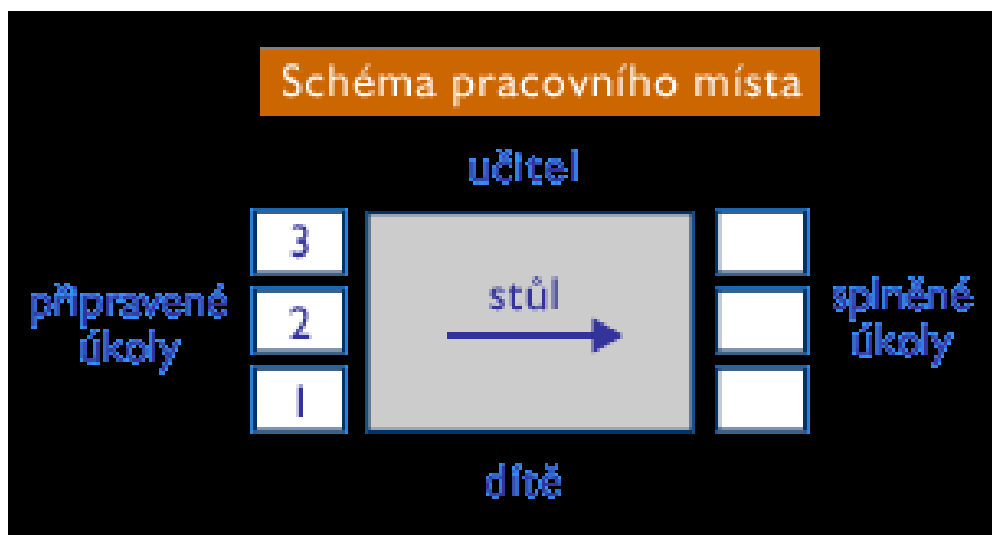 Schéma pracovního místa
učitel
3
připravené
úkoly
2
1
stůl
splněné
úkoly
dítě